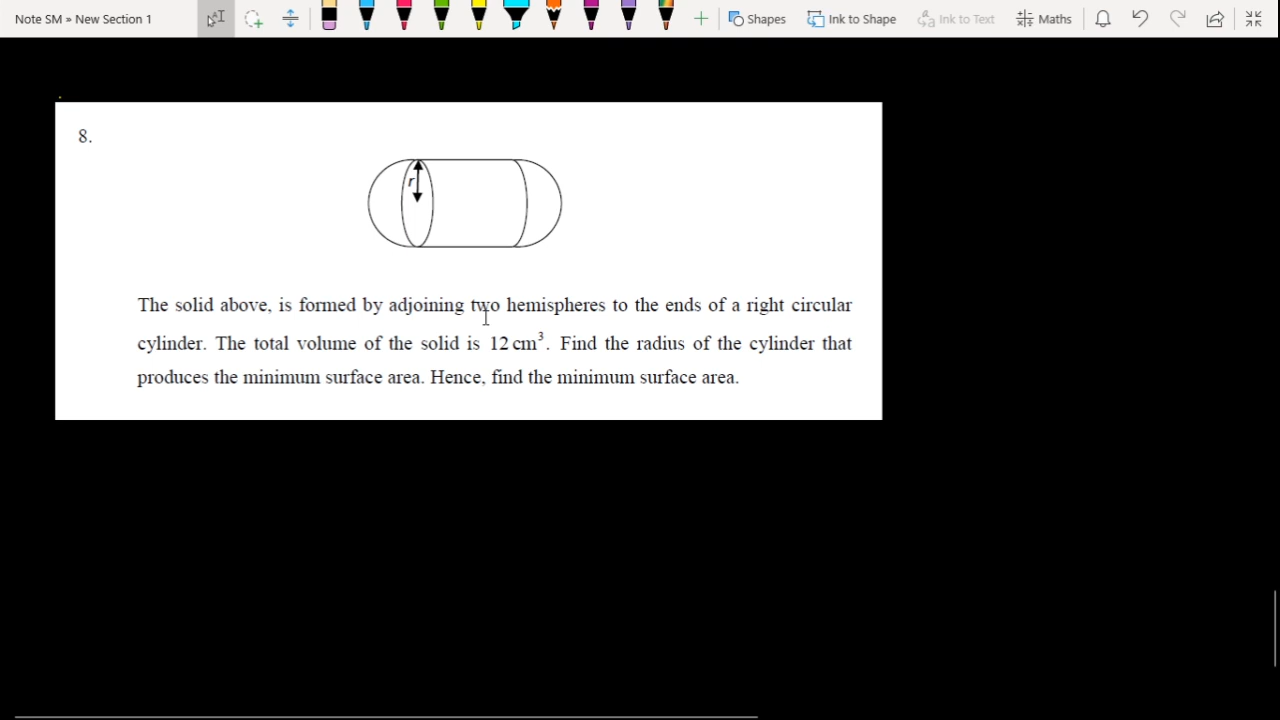 Note SM » New Section 1
Shapes
Ink to Shape
Ink to Text
Maths
8.
r
The solid above, is formed by adjoining two hemispheres to the ends of a right circular
cylinder. The total volume of the solid is 12 cm³. Find the radius of the cylinder that
produces the minimum surface area. Hence, find the minimum surface area.